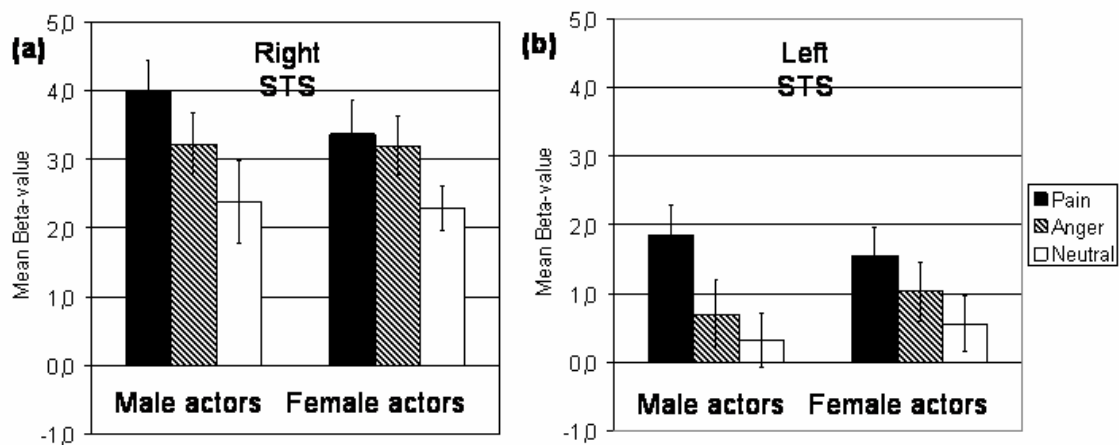 (a)
Right
STS
Mean Beta-value
5,0
4,0
3,0
2,0
1,0
0,0
-1,0
Male actors
Female actors
(b)
Left
STS
Mean Beta-value
5,0
4,0
3,0
2,0
1,0
0,0
-1,0
Male actors
Female actors
Pain
Anger
Neutral